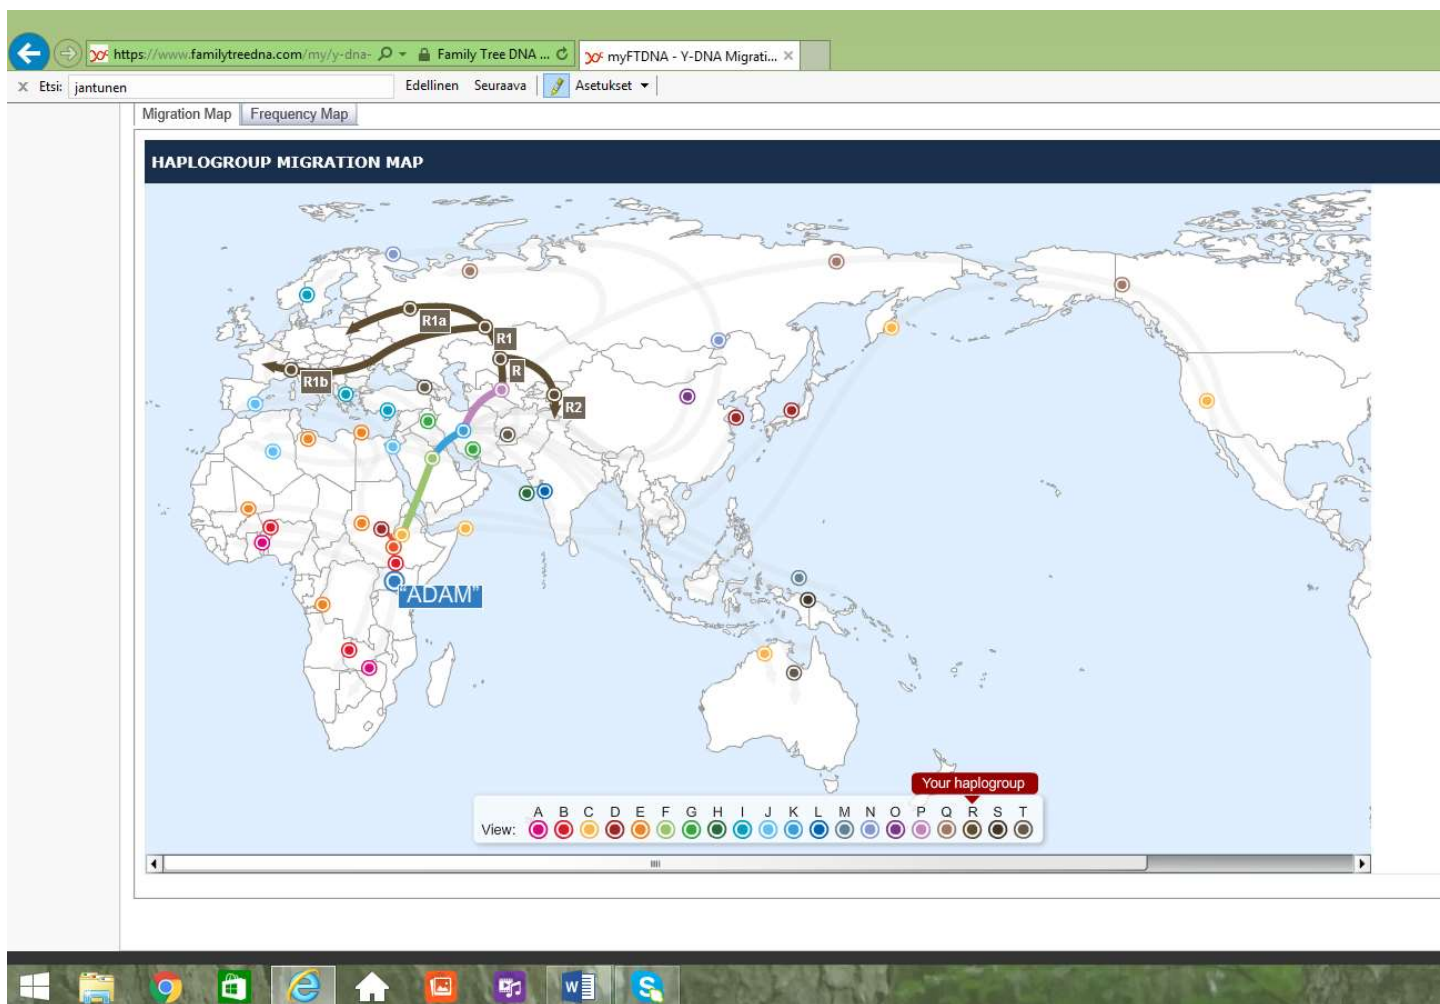 https://www.familytreedna.com/my/y-dna- Family Tree DNA ... myFTDNA - Y-DNA Migrati...
x Etsi: jantunen Edellinen Seuraava Asetukset
Migration Map Frequency Map
HAPLOGROUP MIGRATION MAP
R1a
R1
R
R1b
R2
"ADAM"
Your haplogroup
A B C D E F G H I J K L M N O P Q R S T
View: